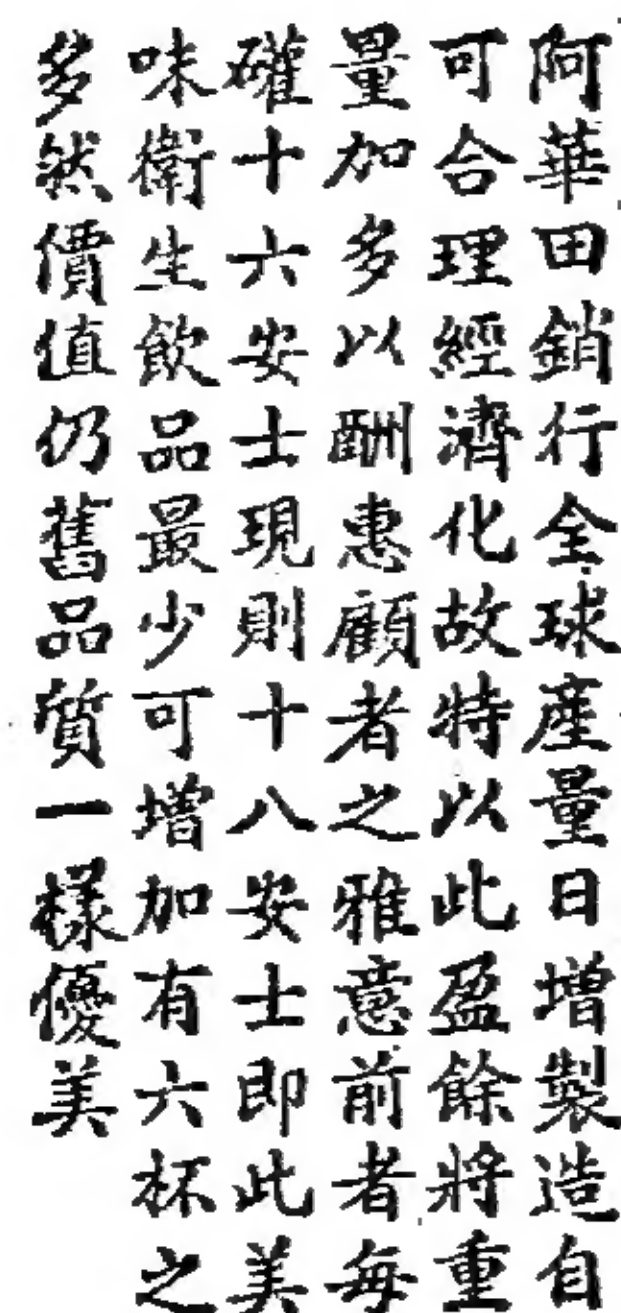 阿華田銷行全球產量日增製造自
可合理經濟化故特以此盈餘將重
量加多以酬惠顧者之雅意前者每
礶十六安士現則十八安士即此美
味衛生飲品最少可增加有六杯之
多然價值仍舊品質一樣優美